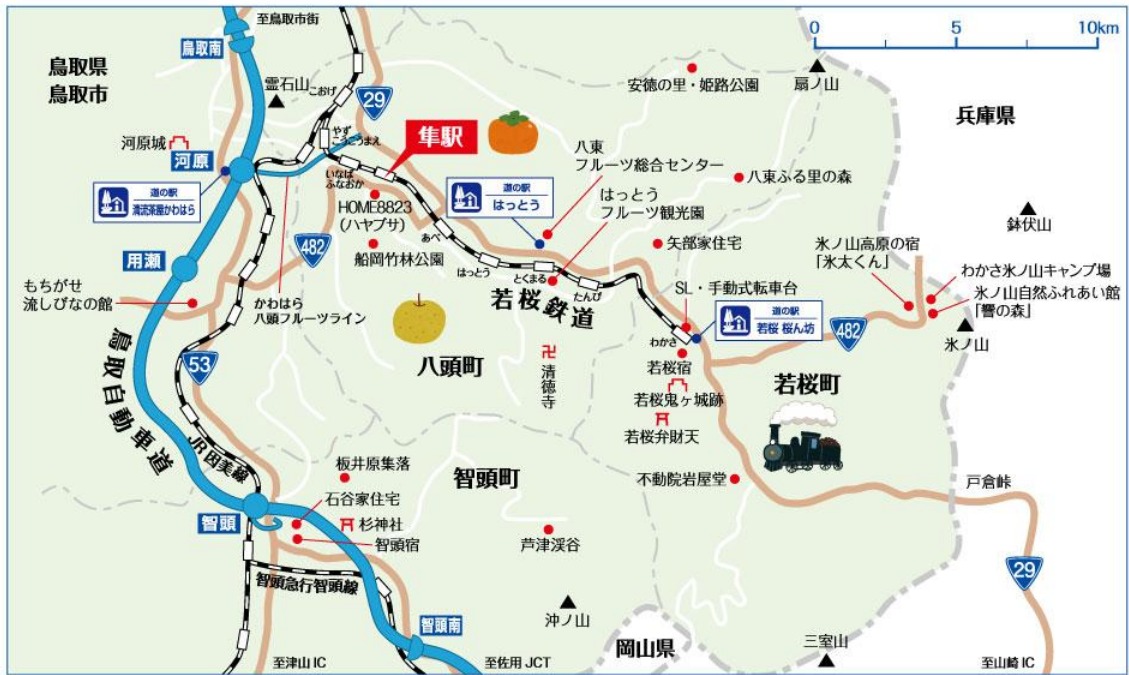 至鳥取市街
0
5
10km
鳥取南
鳥取県
鳥取市
霊石山
こおげ
29
安徳の里・姫路公園
扇ノ山
兵庫県
河原城
河原
やず
こうこうまえ
隼駅
八東
フルーツ総合センター
いなば
ふなおか
道の駅
清流茶屋かわはら
HOME8823
(ハヤブサ)
道の駅
はっとう
はっとう
フルーツ観光園
八東ふる里の森
鉢伏山
482
船岡竹林公園
あべ
矢部家住宅
氷ノ山高原の宿
「氷太くん」
わかさ氷ノ山キャンプ場
氷ノ山自然ふれあい館
「響の森」
用瀬
もちがせ
流しびなの館
かわはら
八頭フルーツライン
はっとう
とくまる
たんぴ
若桜鉄道
SL・手動式転車台
道の駅
若桜 桜ん坊
わかさ
482
氷ノ山
53
八頭町
卍
清徳寺
若桜宿
若桜町
若桜鬼ヶ城跡
若桜弁財天
鳥取自動車道
JR因美線
板井原集落
智頭町
不動院岩屋堂
戸倉峠
石谷家住宅
杉神社
智頭
智頭宿
芦津渓谷
智頭急行智頭線
29
沖ノ山
智頭南
岡山県
三室山
至津山IC
至佐用JCT
至山崎IC